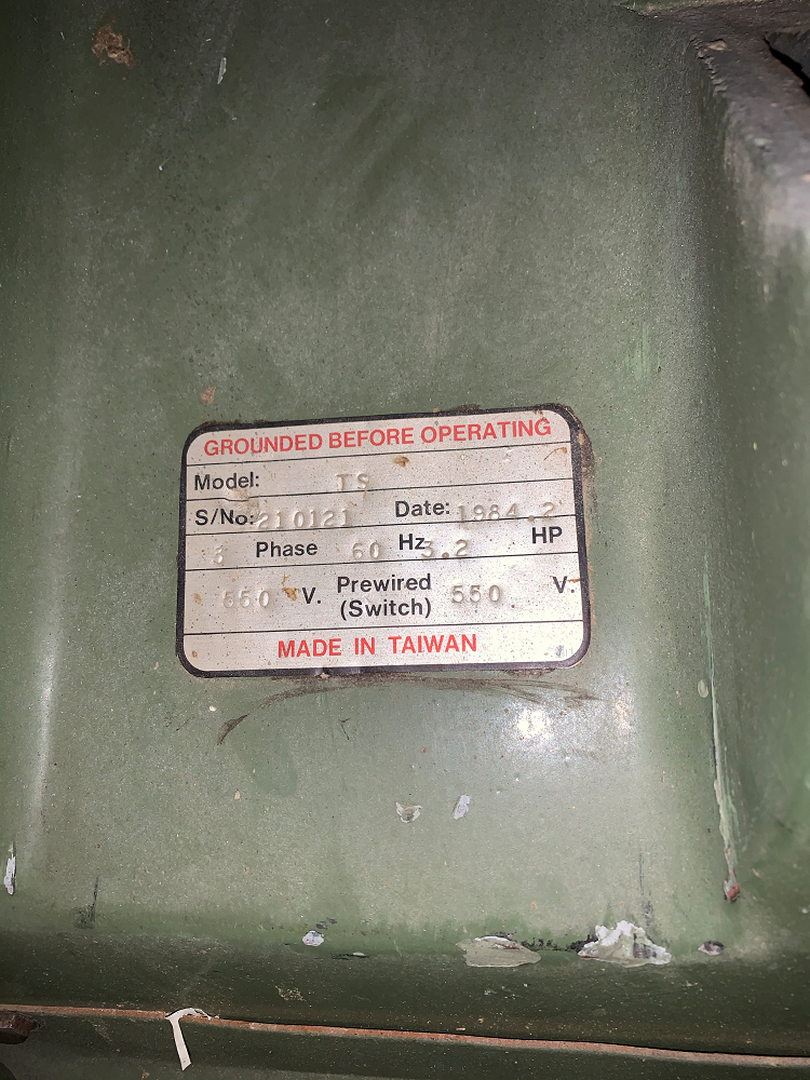 GROUNDED BEFORE OPERATING
Model: TS
S/No: 210121 Date: 1984.2
3 Phase 60 Hz 3.2 HP
550 V. Prewired (Switch) 550 V.
MADE IN TAIWAN